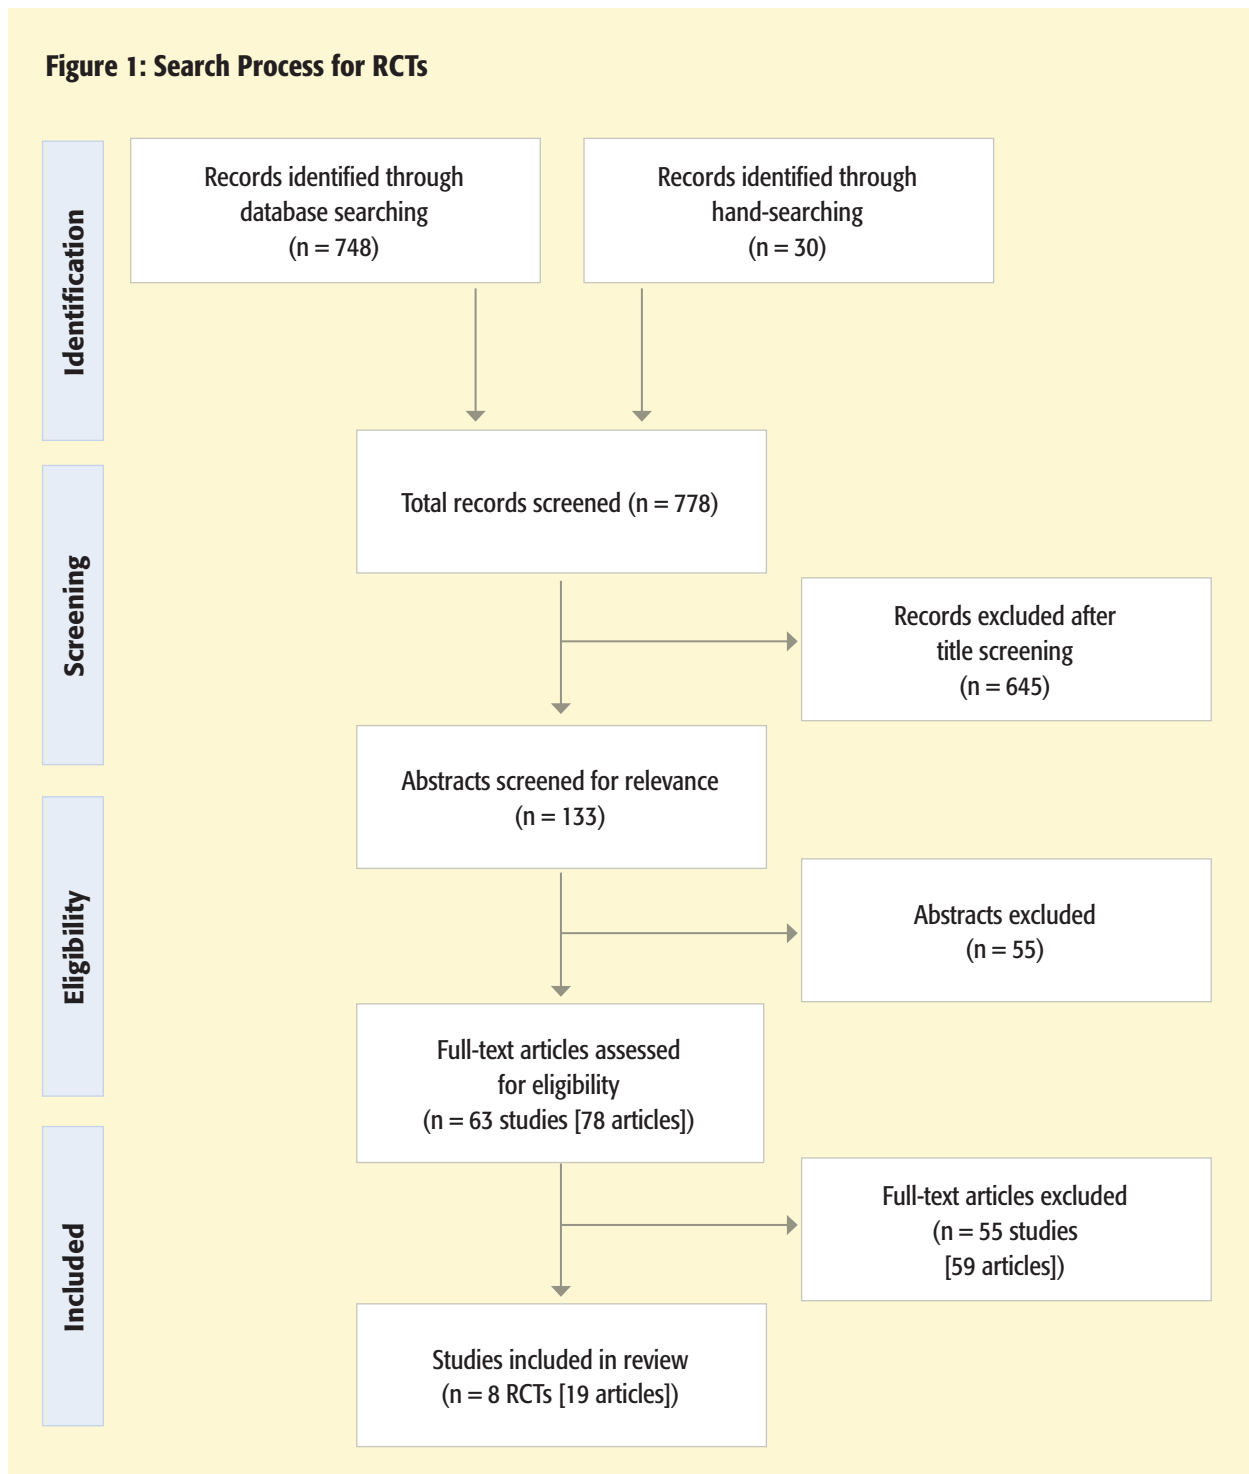 Figure 1: Search Process for RCTs
Identification
Records identified through
database searching
(n = 748)
Records identified through
hand-searching
(n = 30)
Screening
Total records screened (n = 778)
Records excluded after
title screening
(n = 645)
Abstracts screened for relevance
(n = 133)
Eligibility
Abstracts excluded
(n = 55)
Full-text articles assessed
for eligibility
(n = 63 studies [78 articles])
Included
Full-text articles excluded
(n = 55 studies
[59 articles])
Studies included in review
(n = 8 RCTs [19 articles])